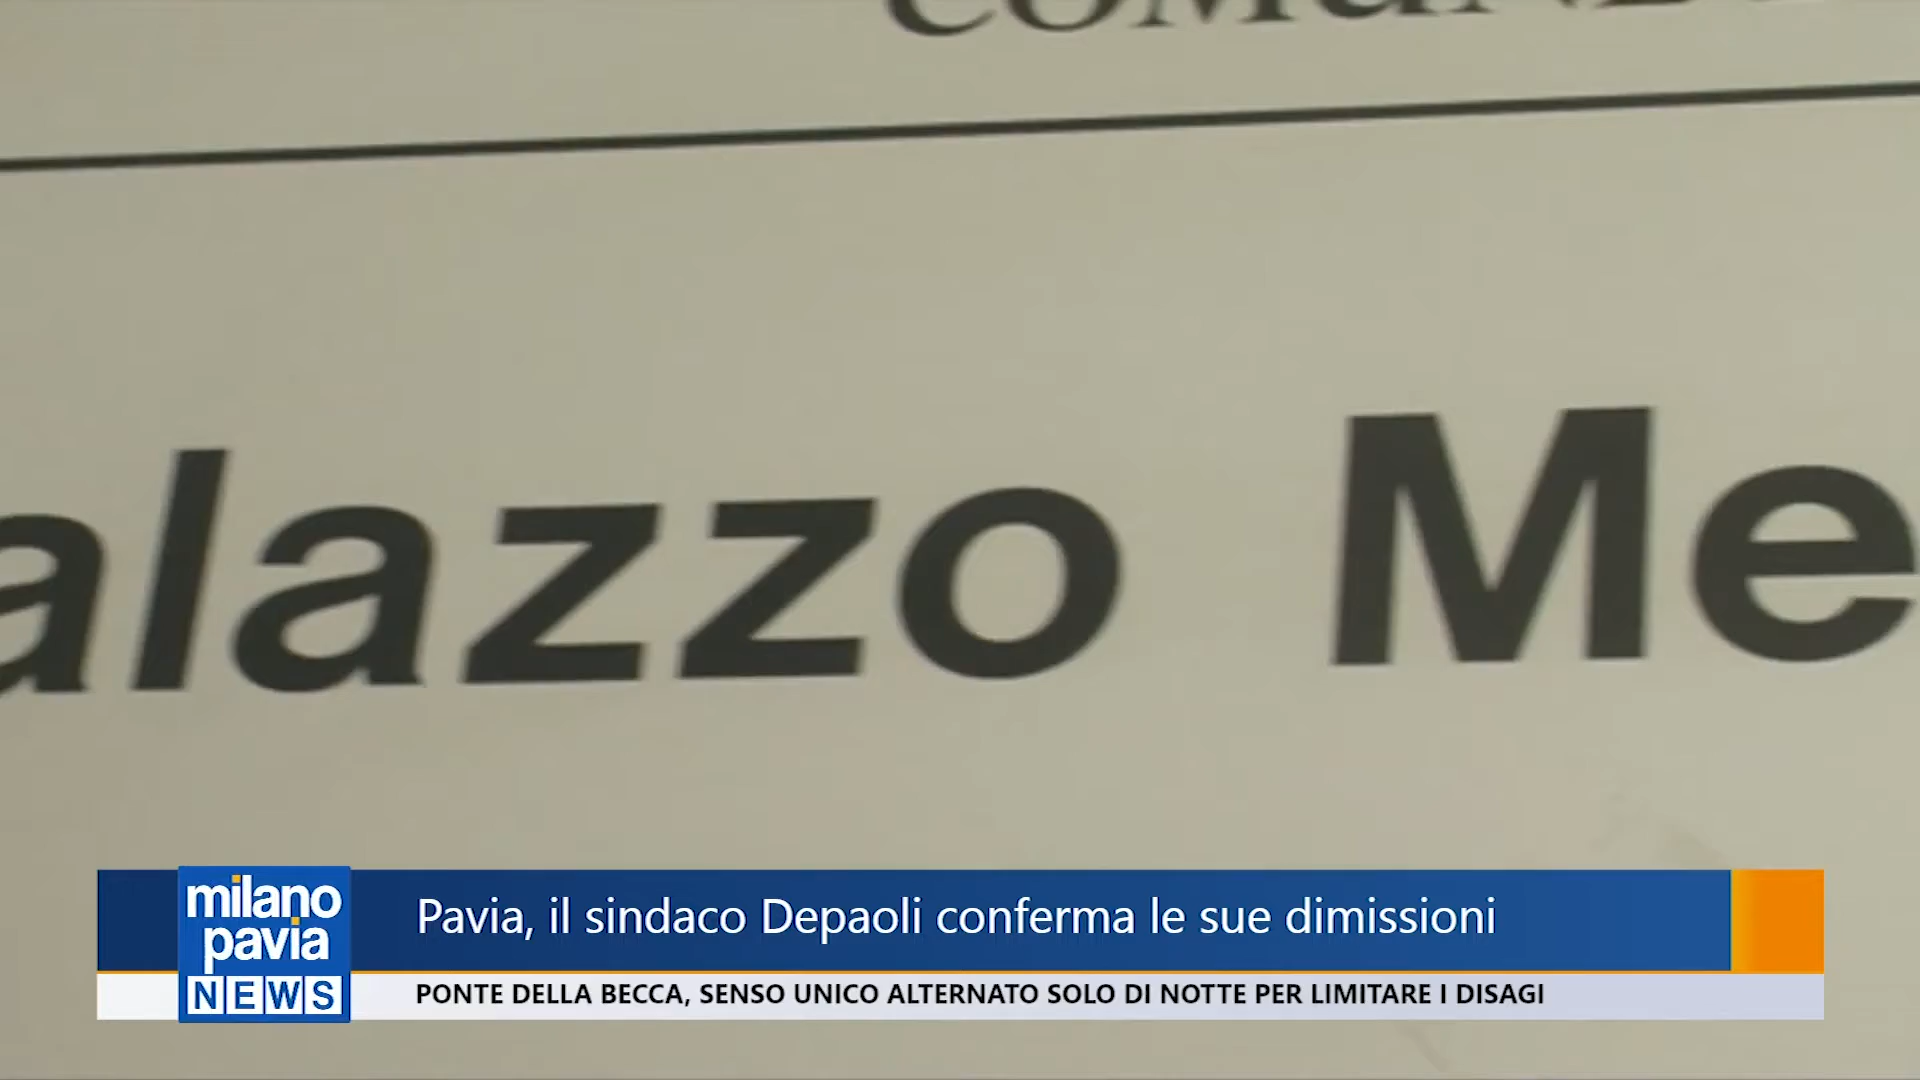 alazzo Me
milano
pavia
NEWS
Pavia, il sindaco Depaoli conferma le sue dimissioni
PONTE DELLA BECCA, SENSO UNICO ALTERNATO SOLO DI NOTTE PER LIMITARE I DISAGI